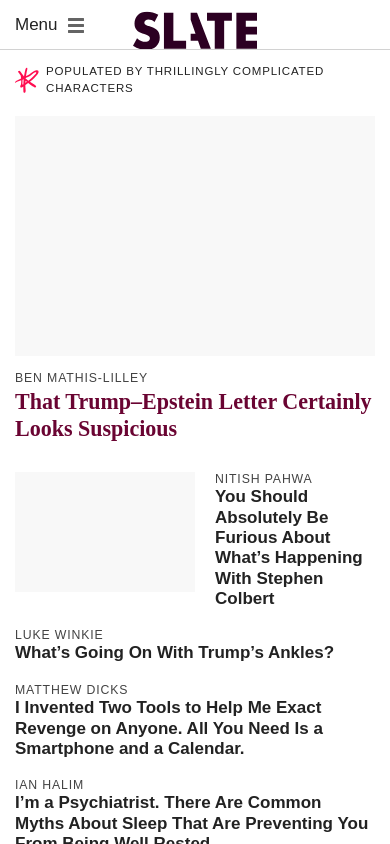 Menu
SLATE
POPULATED BY THRILLINGLY COMPLICATED
CHARACTERS
BEN MATHIS-LILLEY
That Trump–Epstein Letter Certainly
Looks Suspicious
NITISH PAHWA
You Should
Absolutely Be
Furious About
What’s Happening
With Stephen
Colbert
LUKE WINKIE
What’s Going On With Trump’s Ankles?
MATTHEW DICKS
I Invented Two Tools to Help Me Exact
Revenge on Anyone. All You Need Is a
Smartphone and a Calendar.
IAN HALIM
I’m a Psychiatrist. There Are Common
Myths About Sleep That Are Preventing You
From Being Well Rested